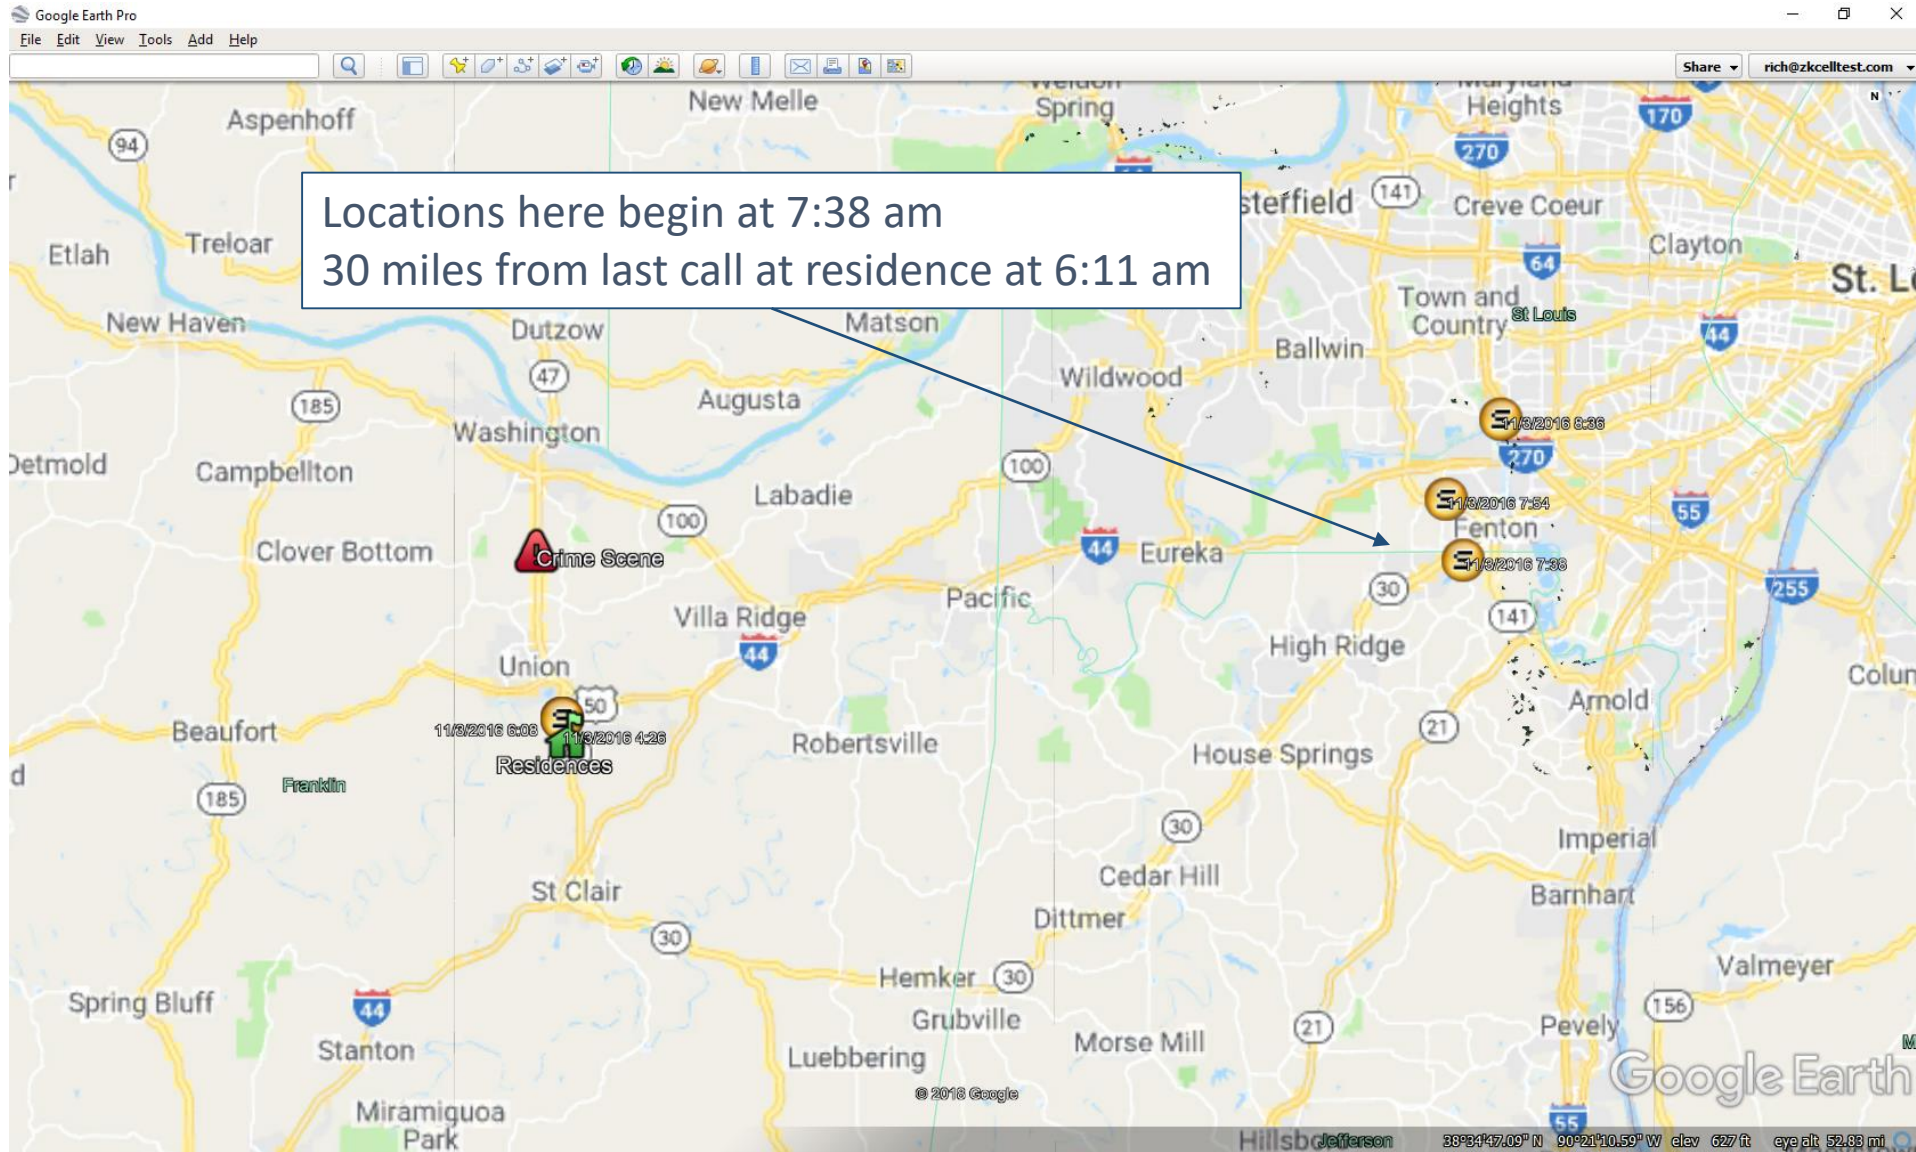 Google Earth Pro
File Edit View Tools Add Help
Share
rich@zkcelltest.com
N
New Melle
Spring
Heights
170
Aspenhoff
94
270
Locations here begin at 7:38 am
30 miles from last call at residence at 6:11 am
sterfield
141
Creve Coeur
Etlah
Treloar
Clayton
64
St. L
Town and
Country
St Louis
New Haven
Dutzow
Matson
44
Ballwin
47
Wildwood
185
Augusta
Washington
11/3/2016 8:36
270
Detmold
Campbellton
100
Labadie
11/3/2016 7:54
55
100
Fenton
Clover Bottom
Crime Scene
44
Eureka
11/3/2016 7:38
30
255
Pacific
Villa Ridge
141
44
High Ridge
Union
Colum
50
Arnold
Beaufort
11/3/2016 6:08
11/3/2016 4:26
21
Robertsville
House Springs
Residences
d
Franklin
185
30
Imperial
Cedar Hill
St Clair
Barnhart
Dittmer
30
Hemker
30
Valmeyer
Spring Bluff
44
156
Grubville
21
Pevely
Stanton
Morse Mill
Luebbering
Google Earth
© 2018 Google
Miramiguoa
Park
55
Hillsbo
Jefferson
38°34'47.09" N 90°21'10.59" W elev 627 ft eye alt 52.83 mi